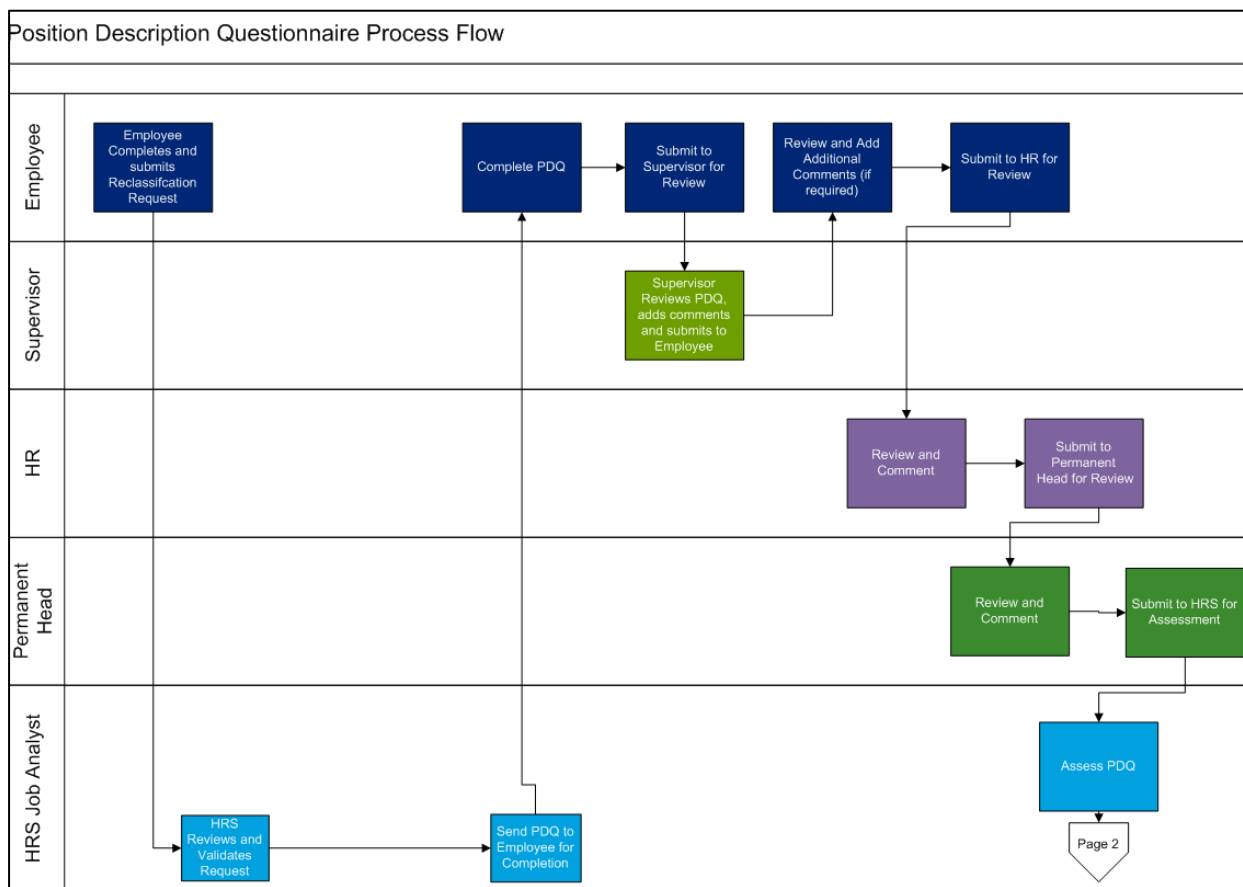 Position Description Questionnaire Process Flow
Employee
Employee
Completes and
submits
Reclassifcation
Request
Complete PDQ
Submit to
Supervisor for
Review
Review and Add
Additional
Comments (if
required)
Submit to HR for
Review
Supervisor
Supervisor
Reviews PDQ,
adds comments
and submits to
Employee
HR
Review and
Comment
Submit to
Permanent
Head for Review
Permanent
Head
Review and
Comment
Submit to HRS for
Assessment
HRS Job Analyst
HRS
Reviews and
Validates
Request
Send PDQ to
Employee for
Completion
Assess PDQ
Page 2